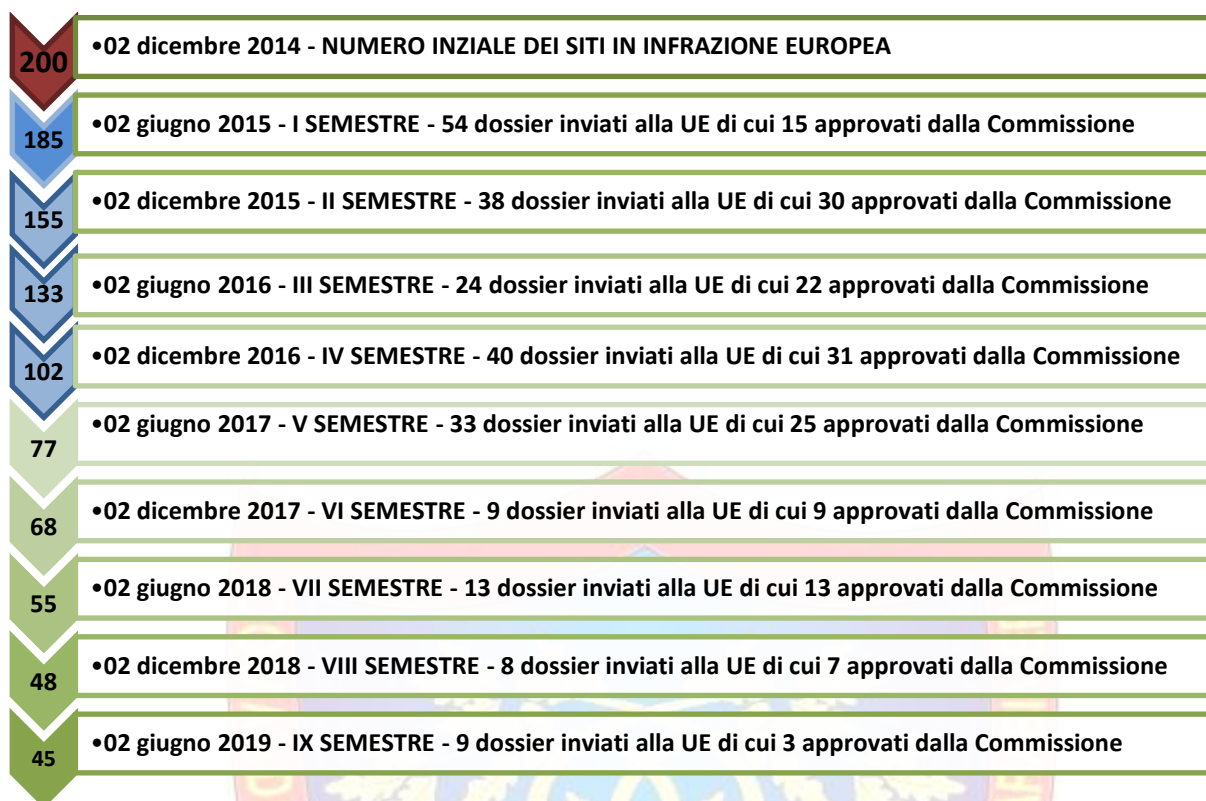 200 •02 dicembre 2014 - NUMERO INZIALE DEI SITI IN INFRAZIONE EUROPEA
185 •02 giugno 2015 - I SEMESTRE - 54 dossier inviati alla UE di cui 15 approvati dalla Commissione
155 •02 dicembre 2015 - II SEMESTRE - 38 dossier inviati alla UE di cui 30 approvati dalla Commissione
133 •02 giugno 2016 - III SEMESTRE - 24 dossier inviati alla UE di cui 22 approvati dalla Commissione
102 •02 dicembre 2016 - IV SEMESTRE - 40 dossier inviati alla UE di cui 31 approvati dalla Commissione
77 •02 giugno 2017 - V SEMESTRE - 33 dossier inviati alla UE di cui 25 approvati dalla Commissione
68 •02 dicembre 2017 - VI SEMESTRE - 9 dossier inviati alla UE di cui 9 approvati dalla Commissione
55 •02 giugno 2018 - VII SEMESTRE - 13 dossier inviati alla UE di cui 13 approvati dalla Commissione
48 •02 dicembre 2018 - VIII SEMESTRE - 8 dossier inviati alla UE di cui 7 approvati dalla Commissione
45 •02 giugno 2019 - IX SEMESTRE - 9 dossier inviati alla UE di cui 3 approvati dalla Commissione